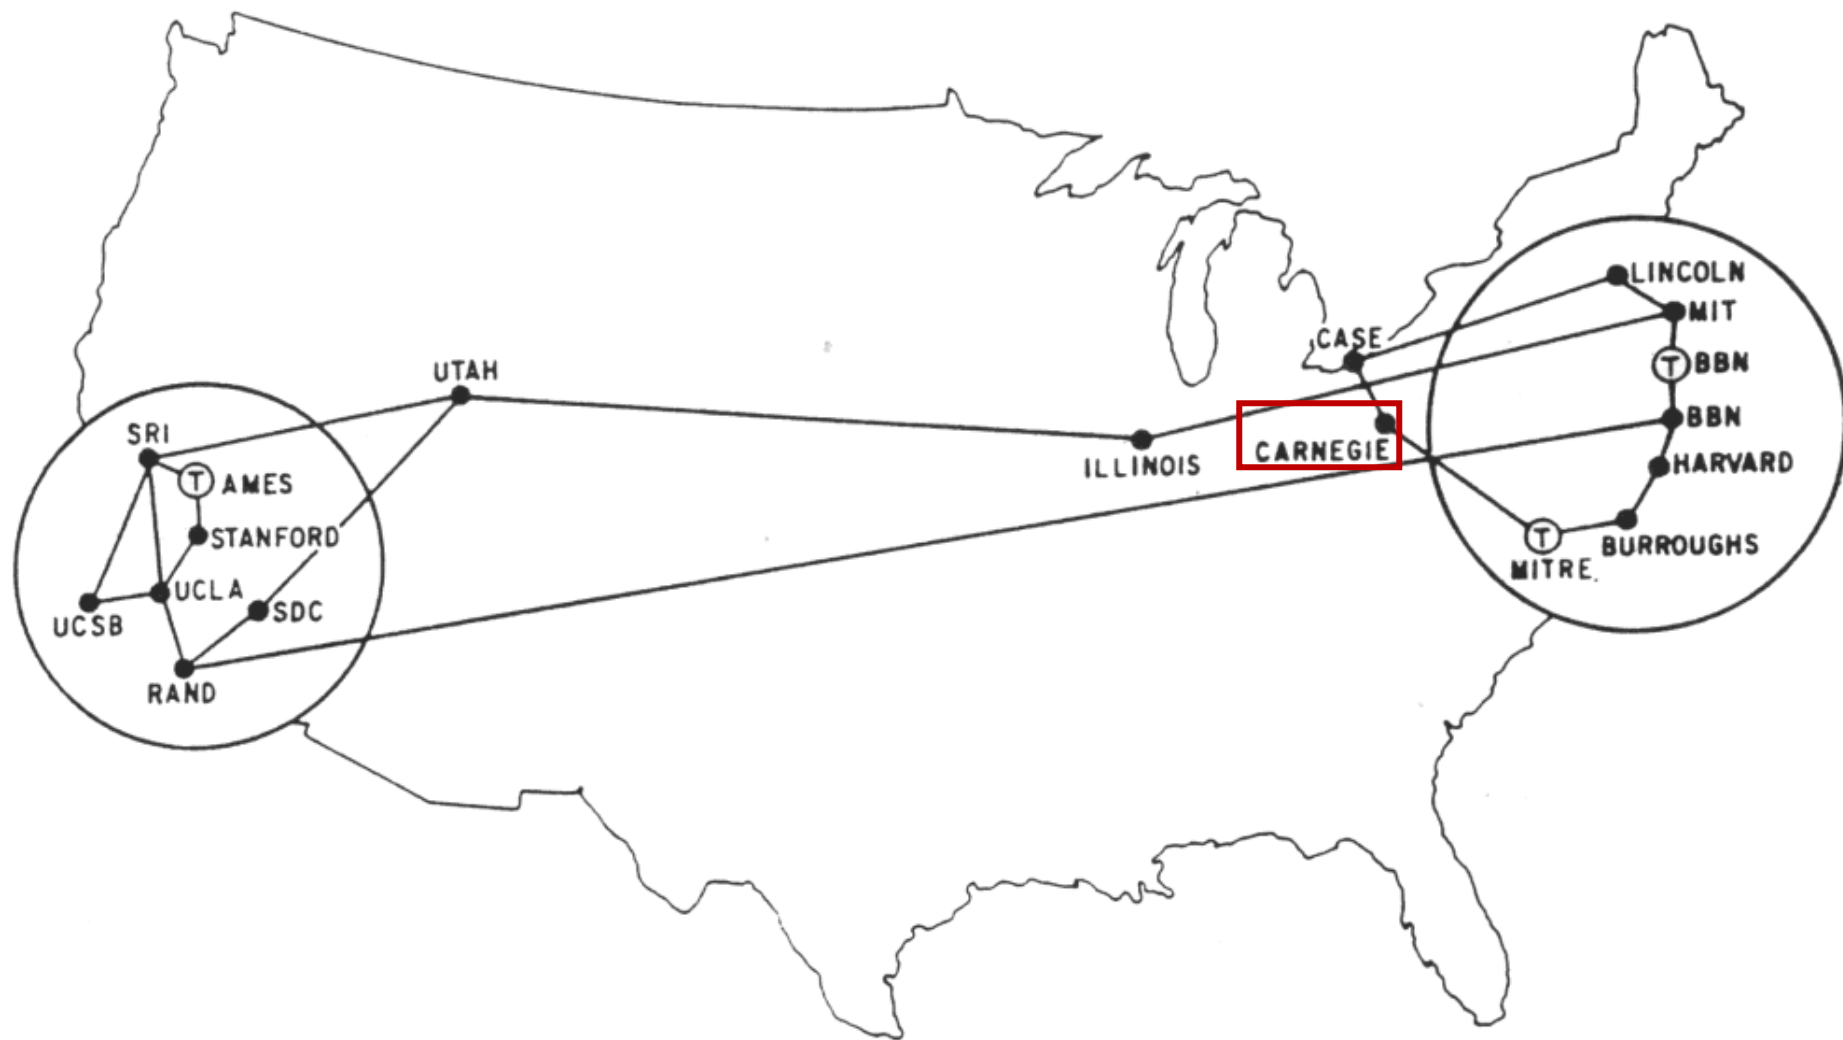 LINCOLN
MIT
CASE
T BBN
UTAH
BBN
SRI
CARNEGIE
ILLINOIS
HARVARD
T AMES
STANFORD
T
BURROUGHS
MITRE.
UCLA
SDC
UCSB
RAND